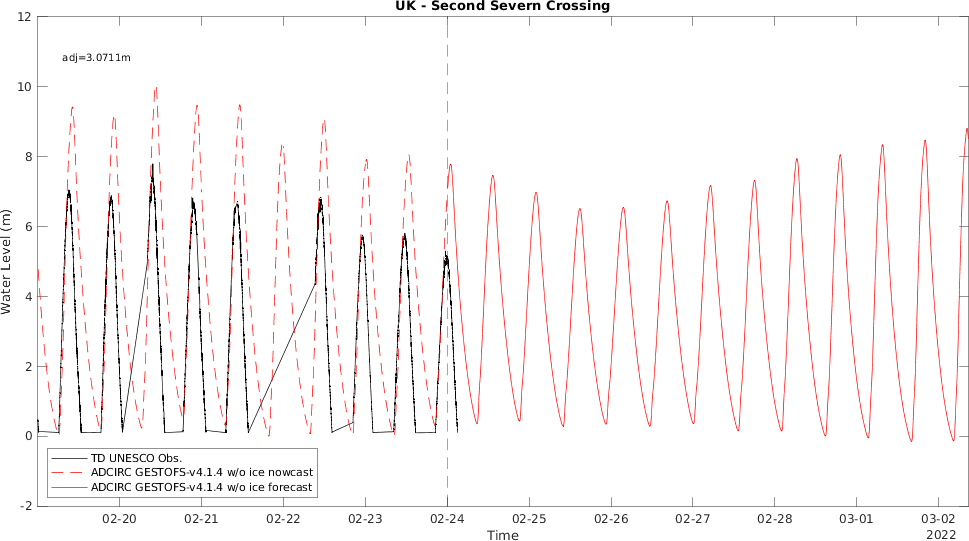 UK - Second Severn Crossing
12
adj=3.0711m
10
8
6
4
2
0
-2
Water Level (m)
TD UNESCO Obs.
ADCIRC GESTOFS-v4.1.4 w/o ice nowcast
ADCIRC GESTOFS-v4.1.4 w/o ice forecast
02-20 02-21 02-22 02-23 02-24 02-25 02-26 02-27 02-28 03-01 03-02
Time
2022